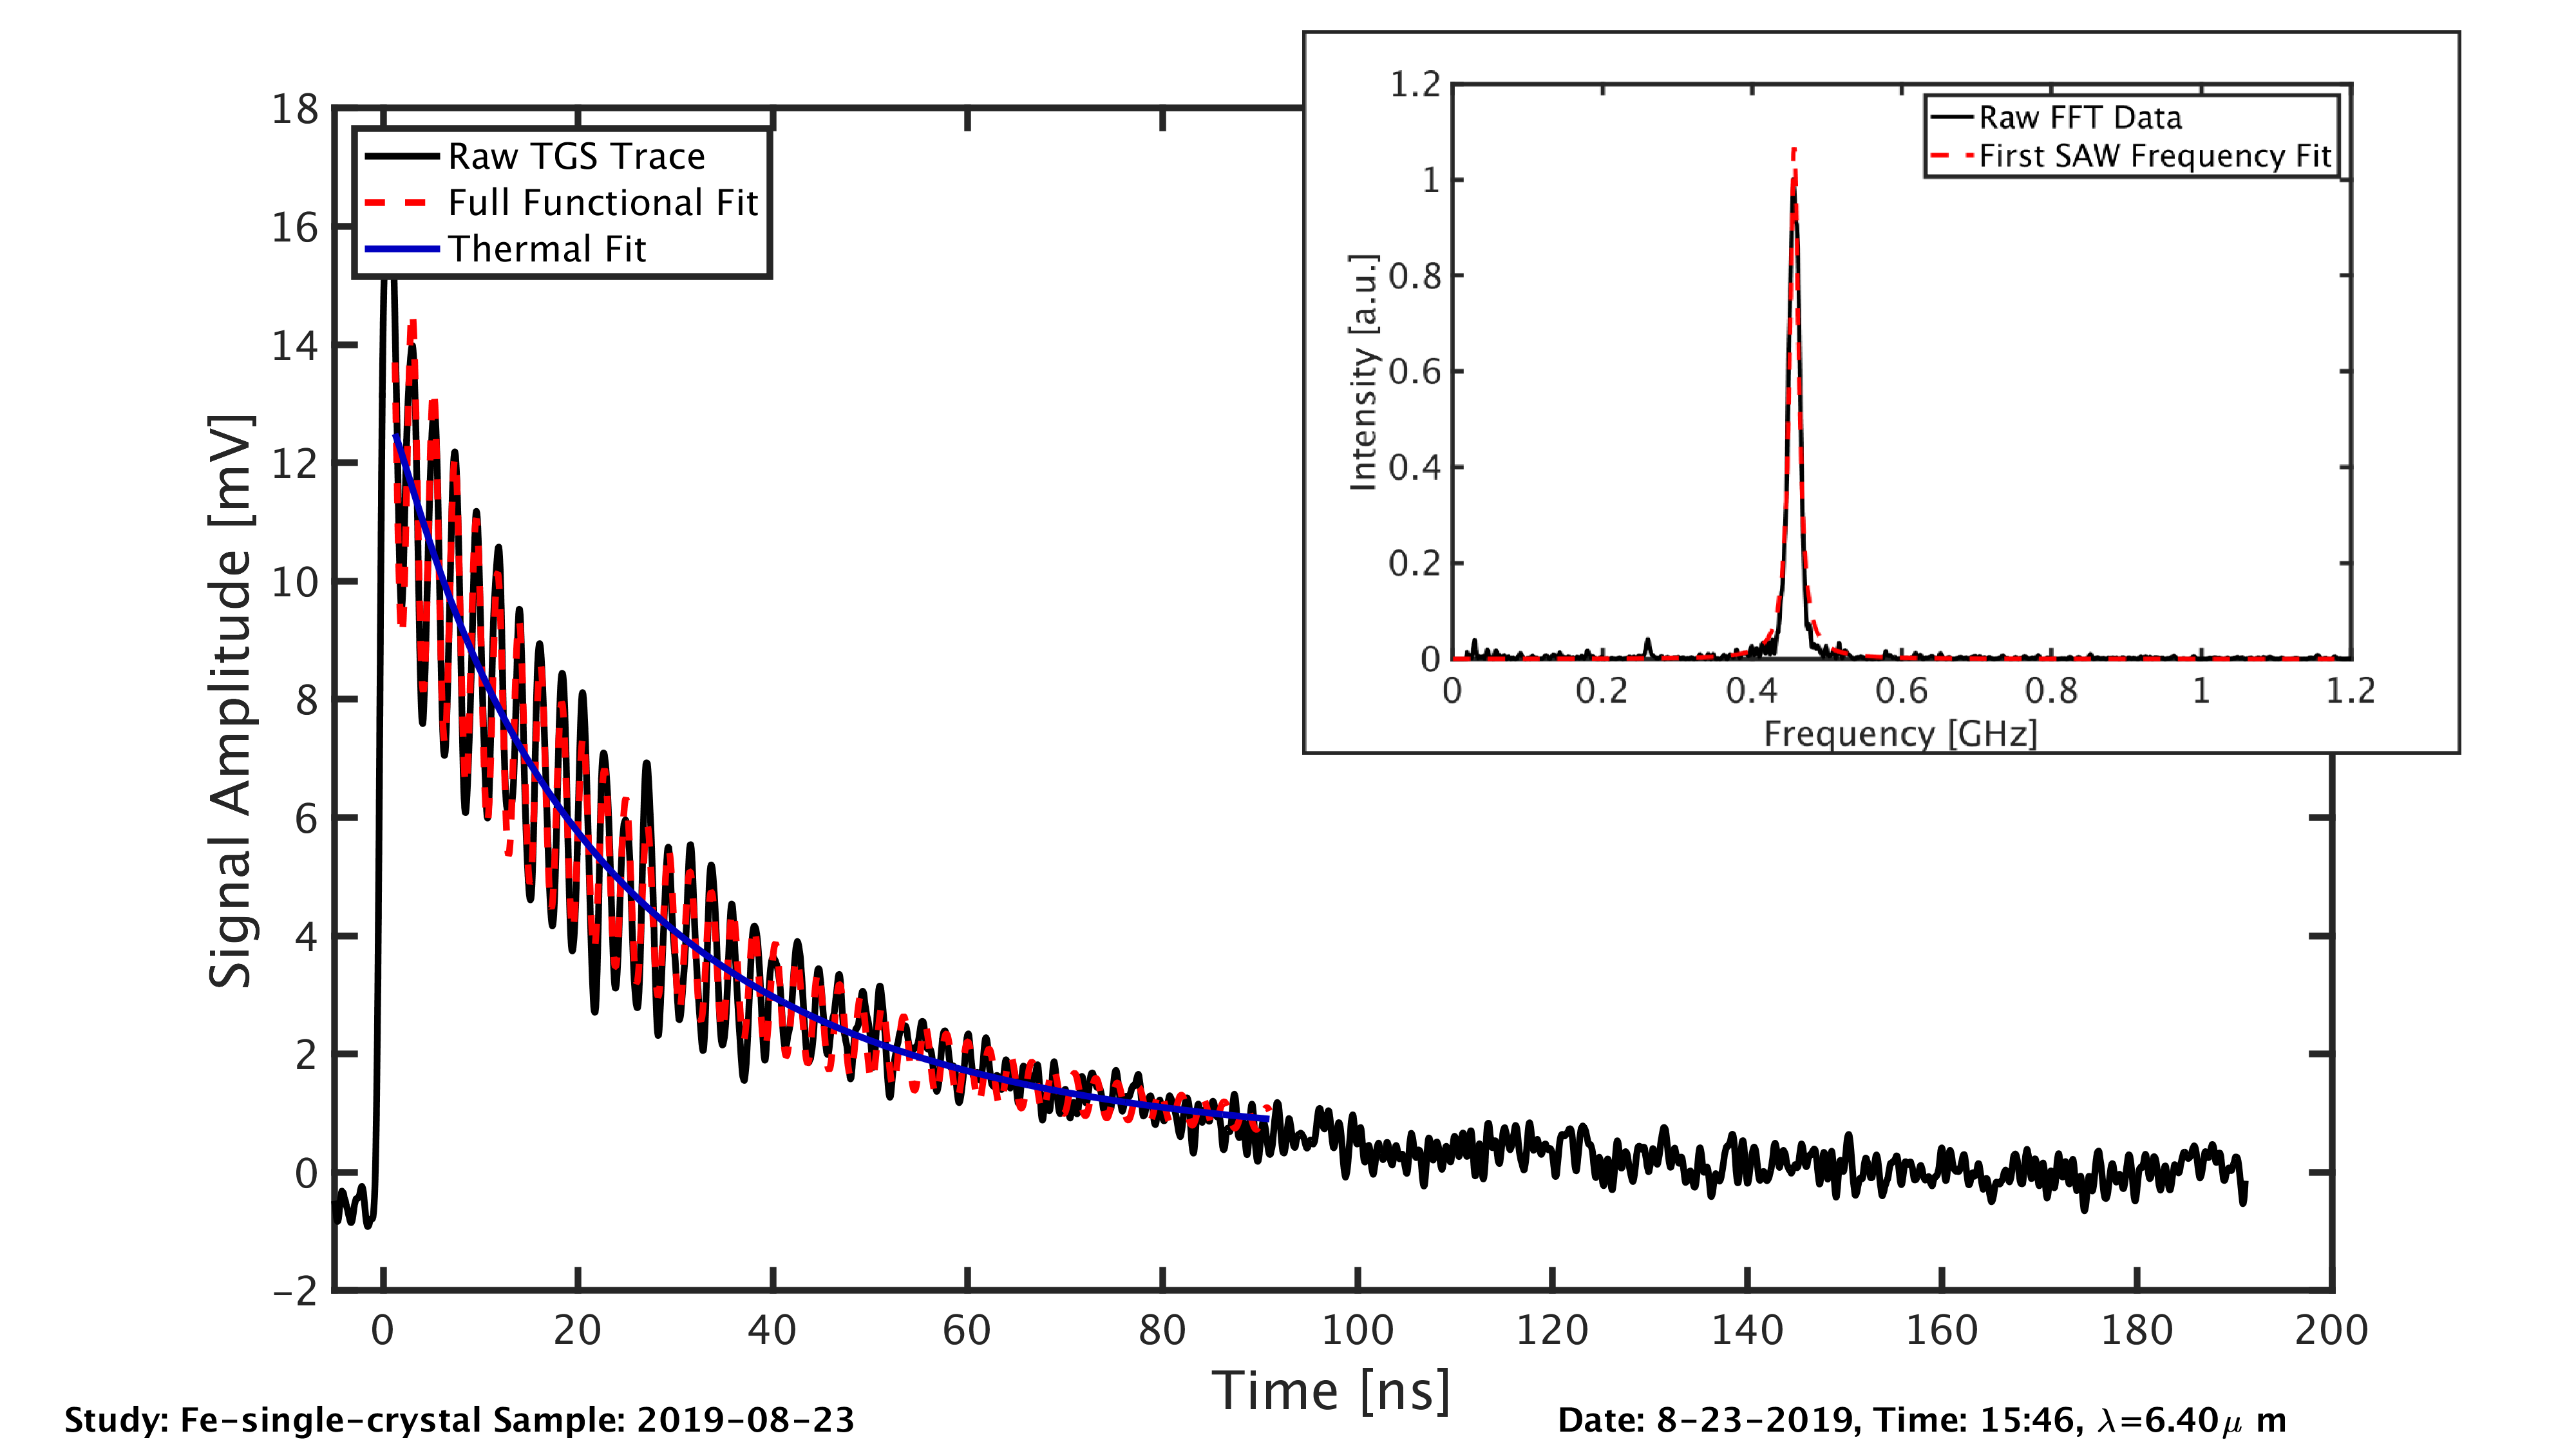 1.2
1
0.8
0.6
0.4
0.2
0
Intensity [a.u.]
Raw FFT Data
First SAW Frequency Fit
0 0.2 0.4 0.6 0.8 1 1.2
Frequency [GHz]
18
16
14
12
10
8
6
4
2
0
−2
Signal Amplitude [mV]
Raw TGS Trace
Full Functional Fit
Thermal Fit
0 20 40 60 80 100 120 140 160 180 200
Time [ns]
Study: Fe−single−crystal Sample: 2019−08−23
Date: 8−23−2019, Time: 15:46, λ=6.40μ m